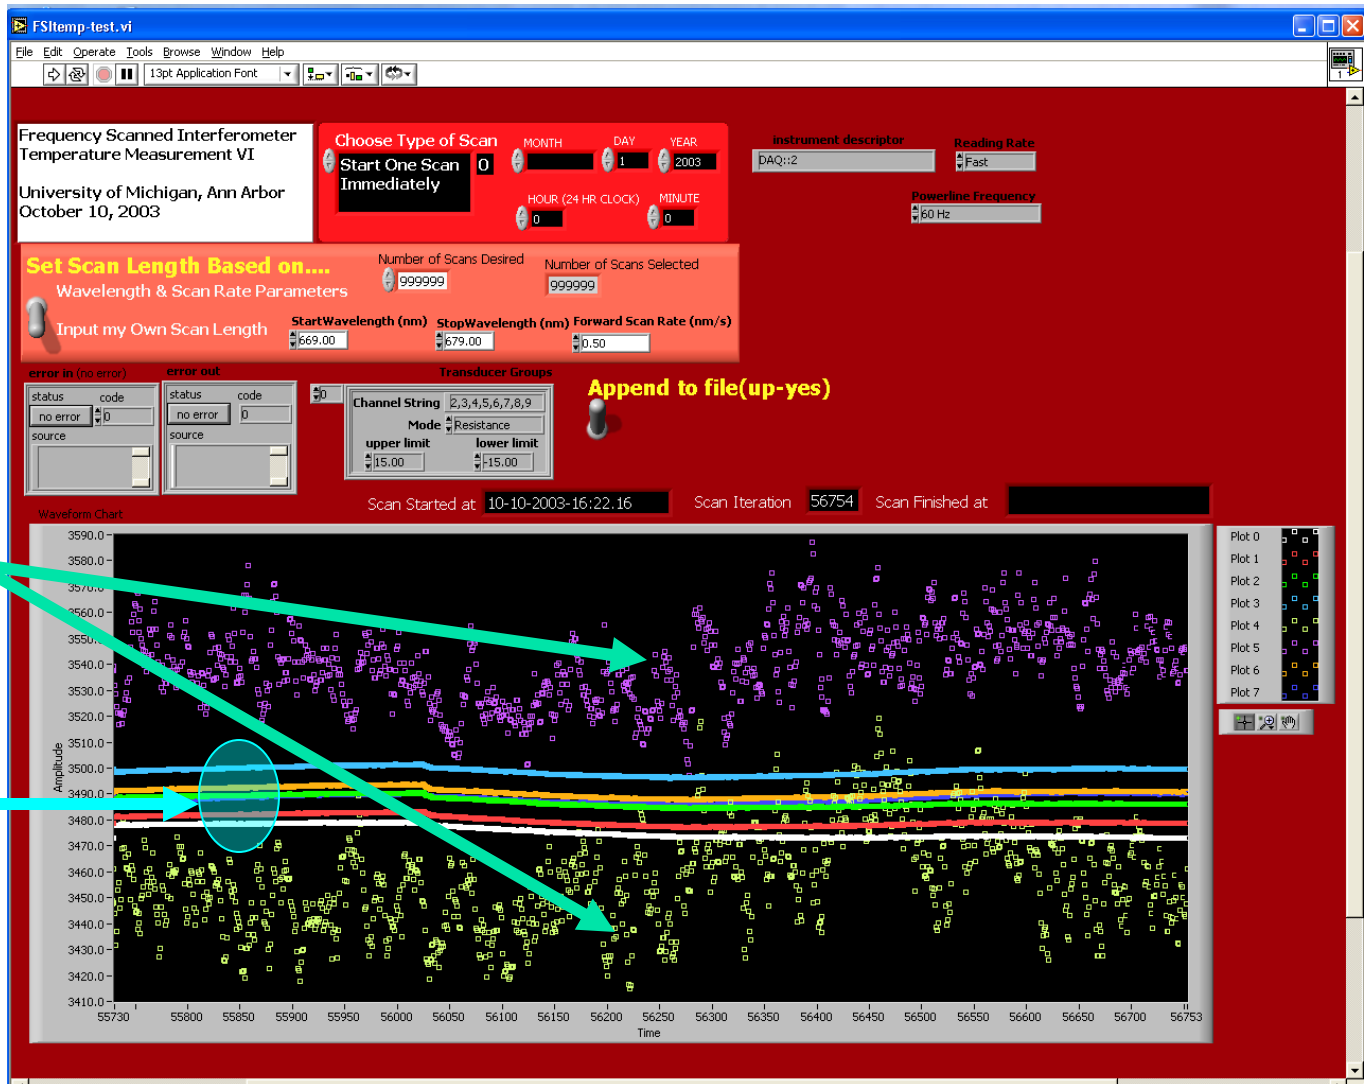 FSItemp-test.vi
File Edit Operate Tools Browse Window Help
13pt Application Font
1
Frequency Scanned Interferometer
Temperature Measurement VI
University of Michigan, Ann Arbor
October 10, 2003
Choose Type of Scan
Start One Scan
Immediately
0
MONTH DAY YEAR
1 2003
HOUR (24 HR CLOCK) MINUTE
0 0
instrument descriptor
DAQ::2
Reading Rate
Fast
Powerline Frequency
60 Hz
Set Scan Length Based on....
Wavelength & Scan Rate Parameters
Input my Own Scan Length
Number of Scans Desired
999999
Number of Scans Selected
999999
StartWavelength (nm) StopWavelength (nm) Forward Scan Rate (nm/s)
669.00 679.00 0.50
error in (no error)
status code
no error 0
source
error out
status code
no error 0
source
Transducer Groups
0
Channel String 2,3,4,5,6,7,8,9
Mode Resistance
upper limit lower limit
15.00 -15.00
Append to file(up-yes)
Scan Started at 10-10-2003-16:22.16 Scan Iteration 56754 Scan Finished at
Waveform Chart
3590.0
3580.0
3570.0
3560.0
3550.0
3540.0
3530.0
3520.0
3510.0
3500.0
3490.0
3480.0
3470.0
3460.0
3450.0
3440.0
3430.0
3420.0
3410.0
Amplitude
55730 55800 55850 55900 55950 56000 56050 56100 56150 56200 56250 56300 56350 56400 56450 56500 56550 56600 56650 56700 56753
Time
Plot 0
Plot 1
Plot 2
Plot 3
Plot 4
Plot 5
Plot 6
Plot 7